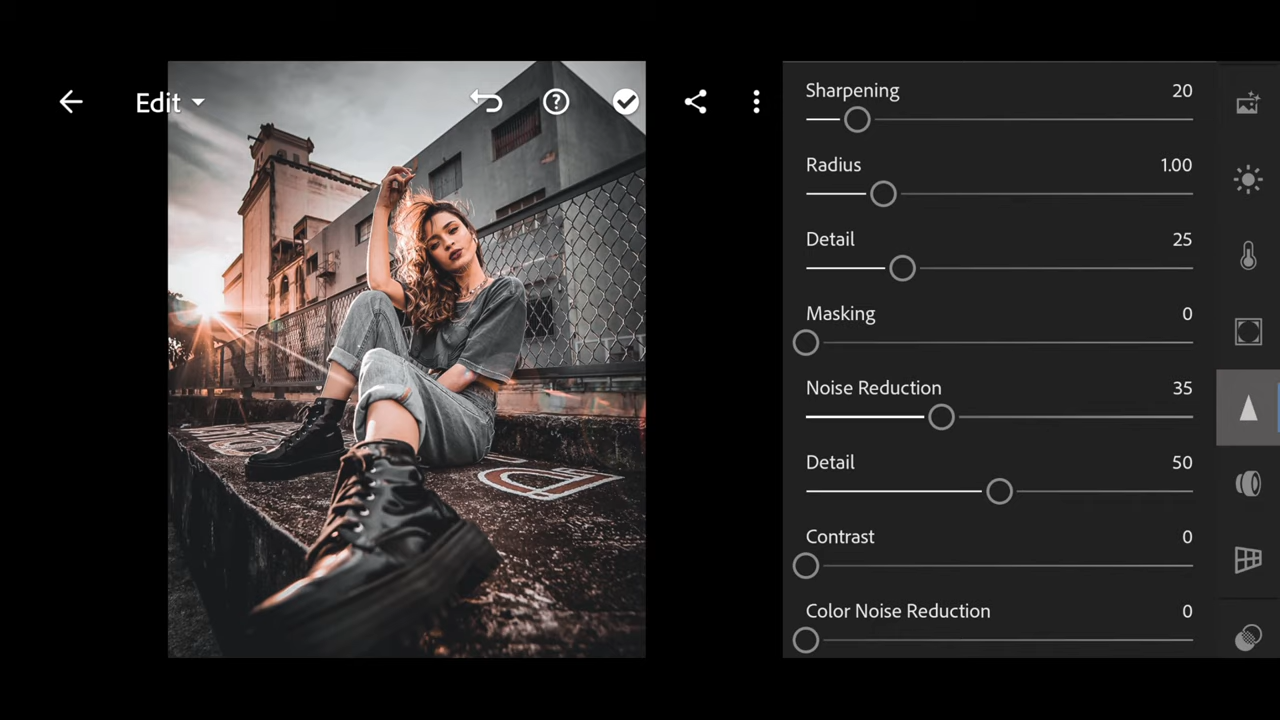 Edit
Sharpening 20
Radius 1.00
Detail 25
Masking 0
Noise Reduction 35
Detail 50
Contrast 0
Color Noise Reduction 0